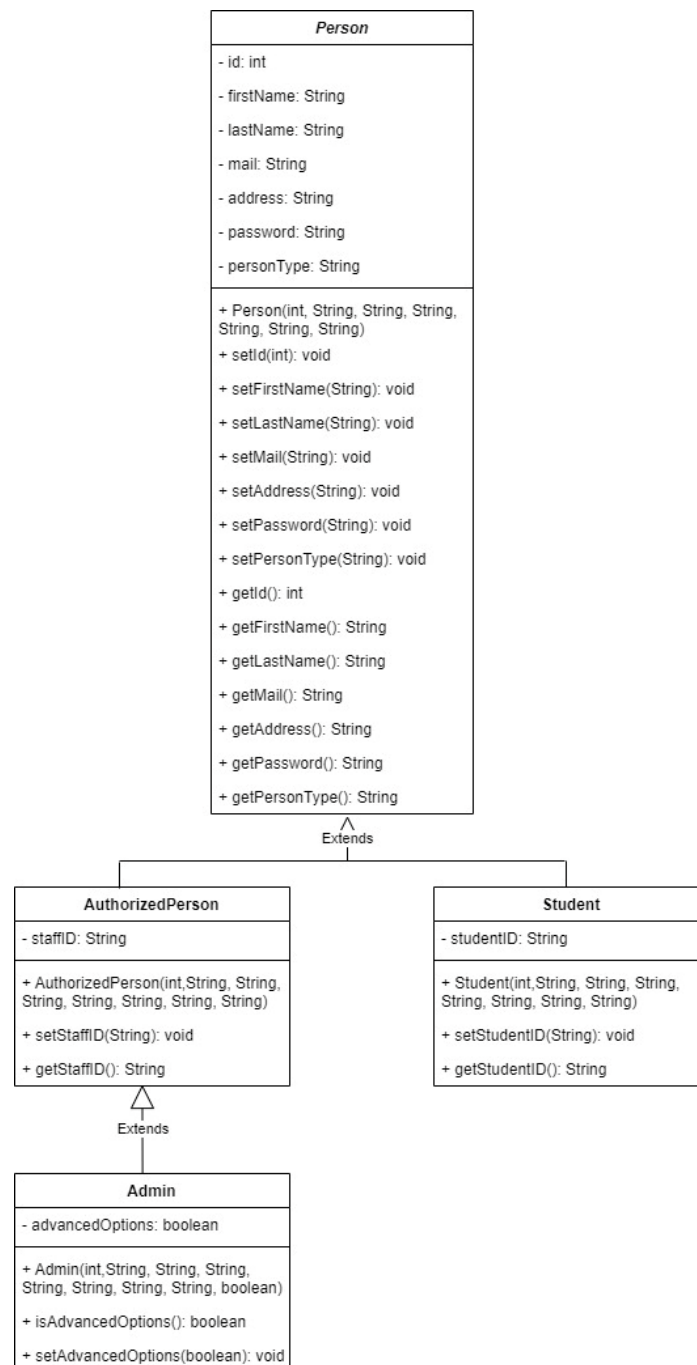 Person
- id: int
- firstName: String
- lastName: String
- mail: String
- address: String
- password: String
- personType: String
+ Person(int, String, String, String,
String, String, String)
+ setId(int): void
+ setFirstName(String): void
+ setLastName(String): void
+ setMail(String): void
+ setAddress(String): void
+ setPassword(String): void
+ setPersonType(String): void
+ getId(): int
+ getFirstName(): String
+ getLastName(): String
+ getMail(): String
+ getAddress(): String
+ getPassword(): String
+ getPersonType(): String
Extends
AuthorizedPerson
- staffID: String
+ AuthorizedPerson(int,String, String,
String, String, String, String, String)
+ setStaffID(String): void
+ getStaffID(): String
Student
- studentID: String
+ Student(int,String, String, String,
String, String, String, String)
+ setStudentID(String): void
+ getStudentID(): String
Extends
Admin
- advancedOptions: boolean
+ Admin(int,String, String, String,
String, String, String, String, boolean)
+ isAdvancedOptions(): boolean
+ setAdvancedOptions(boolean): void